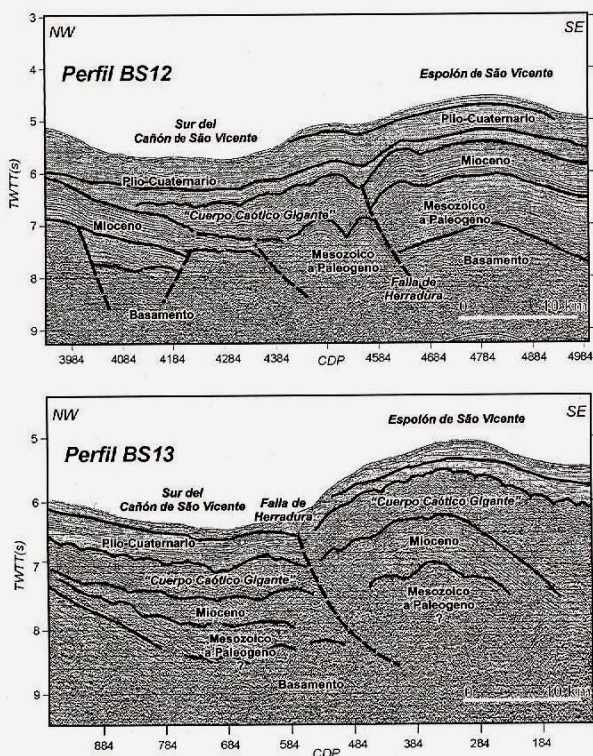 NW
SE
Perfil BS12
Espolón de São Vicente
Sur del
Cañón de São Vicente
Plio-Cuaternario
Plio-Cuaternario
Mioceno
"Cuerpo Caótico Gigante"
Mioceno
Mesozoico
a Paleogeno
Mesozoico
a Paleogeno
Basamento
Falla de
Herradura
Basamento
0 10 km
TWTT(s)
3
4
5
6
7
8
9
3984 4084 4184 4284 4384 CDP 4584 4684 4784 4884 4984
NW
SE
Perfil BS13
Espolón de São Vicente
Sur del
Cañón de São Vicente
Falla de
Herradura
"Cuerpo Caótico Gigante"
Plio-Cuaternario
Mioceno
"Cuerpo Caótico Gigante"
Mesozoico
a Paleogeno
?
Mioceno
Mesozoico
a Paleogeno
?
Basamento
0 10 km
TWTT(s)
5
6
7
8
9
884 784 684 584 484 384 284 184
CDP